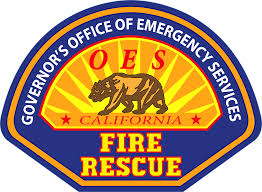 GOVERNOR'S OFFICE OF EMERGENCY SERVICES
OES
CALIFORNIA
FIRE
RESCUE